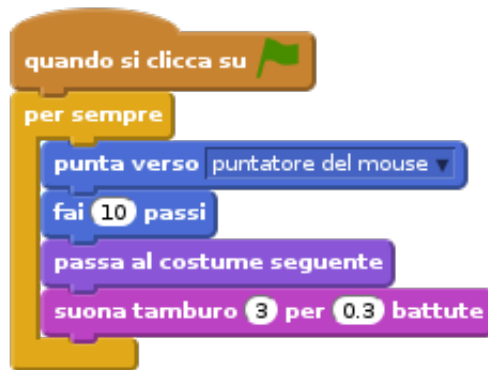 quando si clicca su
per sempre
punta verso puntatore del mouse
fai 10 passi
passa al costume seguente
suona tamburo 3 per 0.3 battute